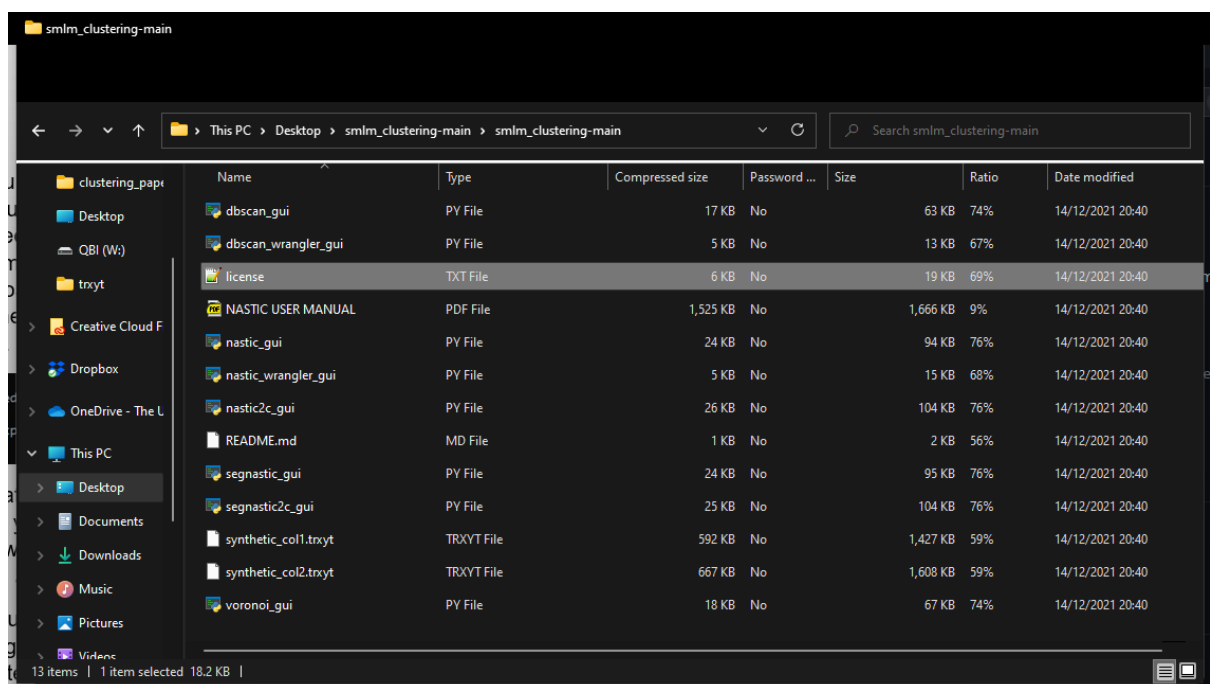 smlm_clustering-main
This PC > Desktop > smlm_clustering-main > smlm_clustering-main
Search smlm_clustering-main
Name Type Compressed size Password ... Size Ratio Date modified
clustering_pape
Desktop
QBI (W:)
trxyt
Creative Cloud F
Dropbox
OneDrive - The U
This PC
Desktop
Documents
Downloads
Music
Pictures
Videos
dbscan_gui PY File 17 KB No 63 KB 74% 14/12/2021 20:40
dbscan_wrangler_gui PY File 5 KB No 13 KB 67% 14/12/2021 20:40
license TXT File 6 KB No 19 KB 69% 14/12/2021 20:40
NASTIC USER MANUAL PDF File 1,525 KB No 1,666 KB 9% 14/12/2021 20:40
nastic_gui PY File 24 KB No 94 KB 76% 14/12/2021 20:40
nastic_wrangler_gui PY File 5 KB No 15 KB 68% 14/12/2021 20:40
nastic2c_gui PY File 26 KB No 104 KB 76% 14/12/2021 20:40
README.md MD File 1 KB No 2 KB 56% 14/12/2021 20:40
segnastic_gui PY File 24 KB No 95 KB 76% 14/12/2021 20:40
segnastic2c_gui PY File 25 KB No 104 KB 76% 14/12/2021 20:40
synthetic_col1.trxyt TRXYT File 592 KB No 1,427 KB 59% 14/12/2021 20:40
synthetic_col2.trxyt TRXYT File 667 KB No 1,608 KB 59% 14/12/2021 20:40
voronoi_gui PY File 18 KB No 67 KB 74% 14/12/2021 20:40
13 items | 1 item selected 18.2 KB |